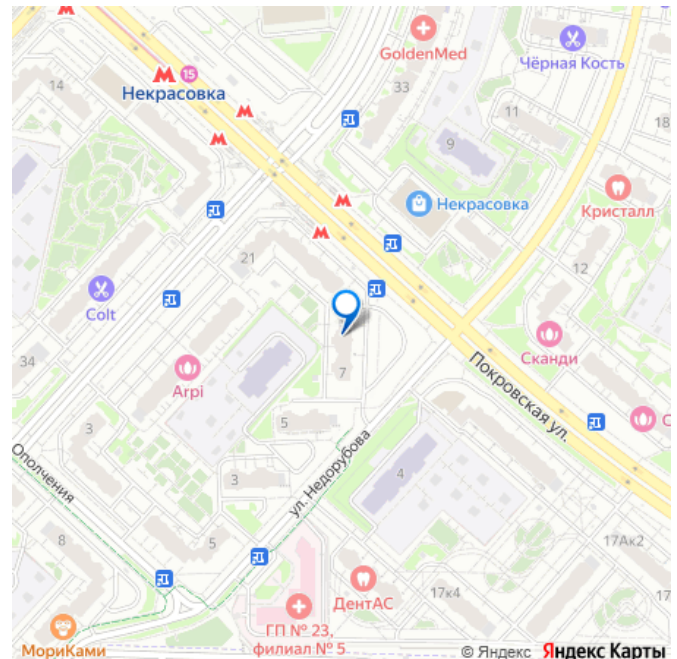 GoldenMed
Чёрная Кость
15
Некрасовка
14
33
11
18
9
Кристалл
Некрасовка
21
12
Colt
Сканди
34
Arpi
7
Покровская ул.
С
3
5
Ополчения
ул. Недорубова
4
3
8
5
17Ак2
ДентАС
17к4
ГП № 23,
филиал № 5
МориКами
© Яндекс Яндекс Карты